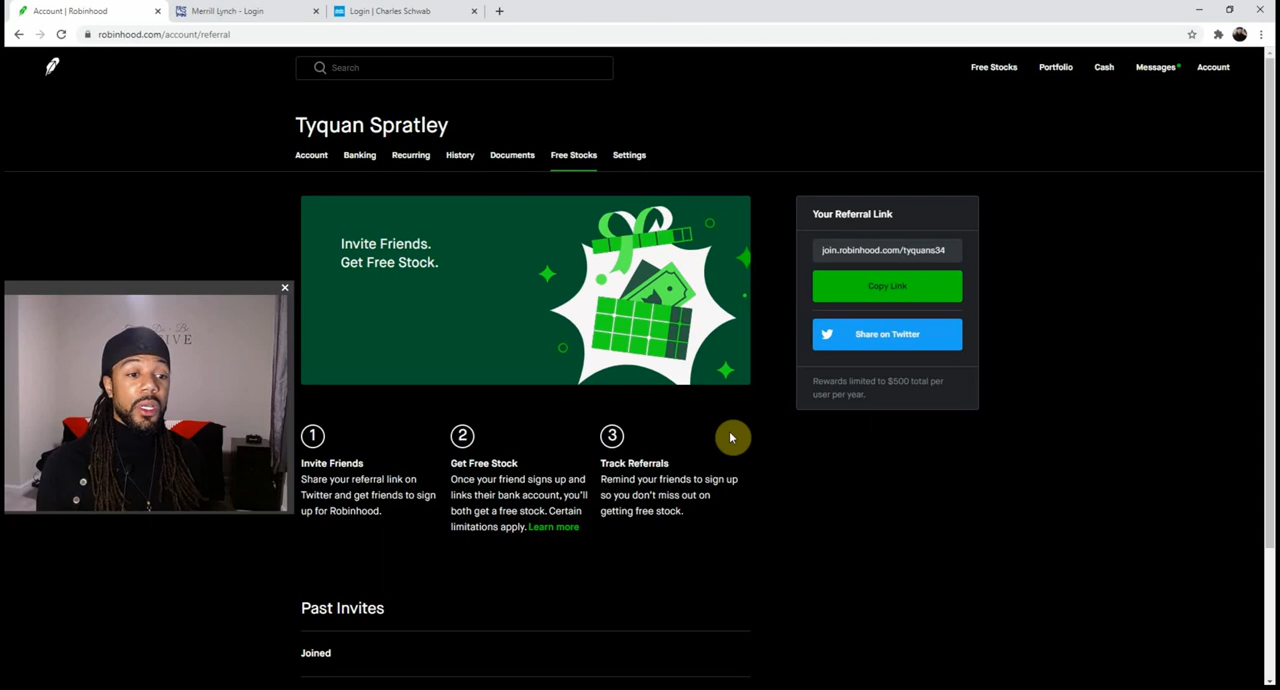 Account | Robinhood
Merrill Lynch - Login
Login | Charles Schwab
robinhood.com/account/referral
Search
Free Stocks
Portfolio
Cash
Messages
Account
Tyquan Spratley
Account
Banking
Recurring
History
Documents
Free Stocks
Settings
Invite Friends.
Get Free Stock.
Your Referral Link
join.robinhood.com/tyquans34
Copy Link
Share on Twitter
Rewards limited to $500 total per
user per year.
1
Invite Friends
Share your referral link on
Twitter and get friends to sign
up for Robinhood.
2
Get Free Stock
Once your friend signs up and
links their bank account, you'll
both get a free stock. Certain
limitations apply. Learn more
3
Track Referrals
Remind your friends to sign up
so you don't miss out on
getting free stock.
Past Invites
Joined